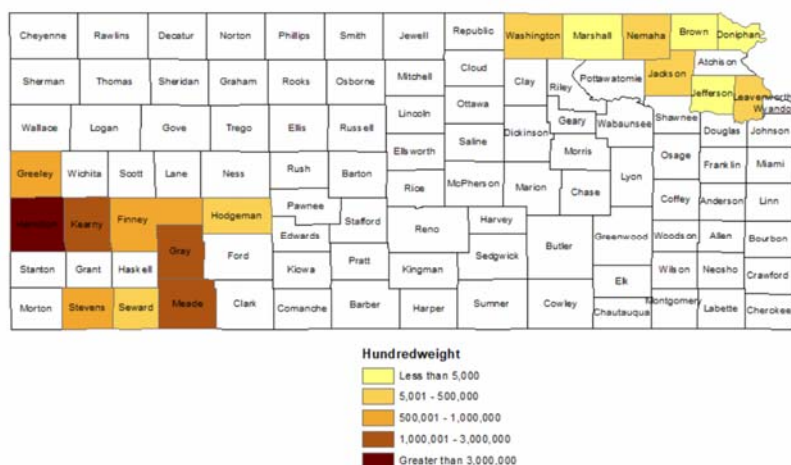 Cheyenne Rawlins Decatur Norton Phillips Smith Jewell Republic Washington Marshall Nemaha Brown Doniphan
Cloud Atchison
Sherman Thomas Sheridan Graham Rooks Osborne Mitchell Clay Riley Pottawatomie Jackson
Jefferson Leavenworth
Lincoln Ottawa Wyando
Wallace Logan Gove Trego Ellis Russell Dickinson Geary Wabaunsee Shawnee Douglas Johnson
Saline
Ellsworth Morris
Greeley Wichita Scott Lane Ness Rush Barton Osage Franklin Miami
Rice McPherson Marion Chase Lyon
Pawnee Coffey Anderson Linn
Kearny Finney Hodgeman Stafford Reno Harvey
Edwards Greenwood Woodson Allen Bourbon
Gray Ford Sedgwick Butler
Stanton Grant Haskell Kiowa Pratt Kingman Elk Wilson Neosho Crawford
Morton Stevens Seward Meade Clark Comanche Barber Harper Sumner Cowley Chautauqua Montgomery Labette Cherokee
Hundredweight
Less than 5,000
5,001 - 500,000
500,001 - 1,000,000
1,000,001 - 3,000,000
Greater than 3,000,000